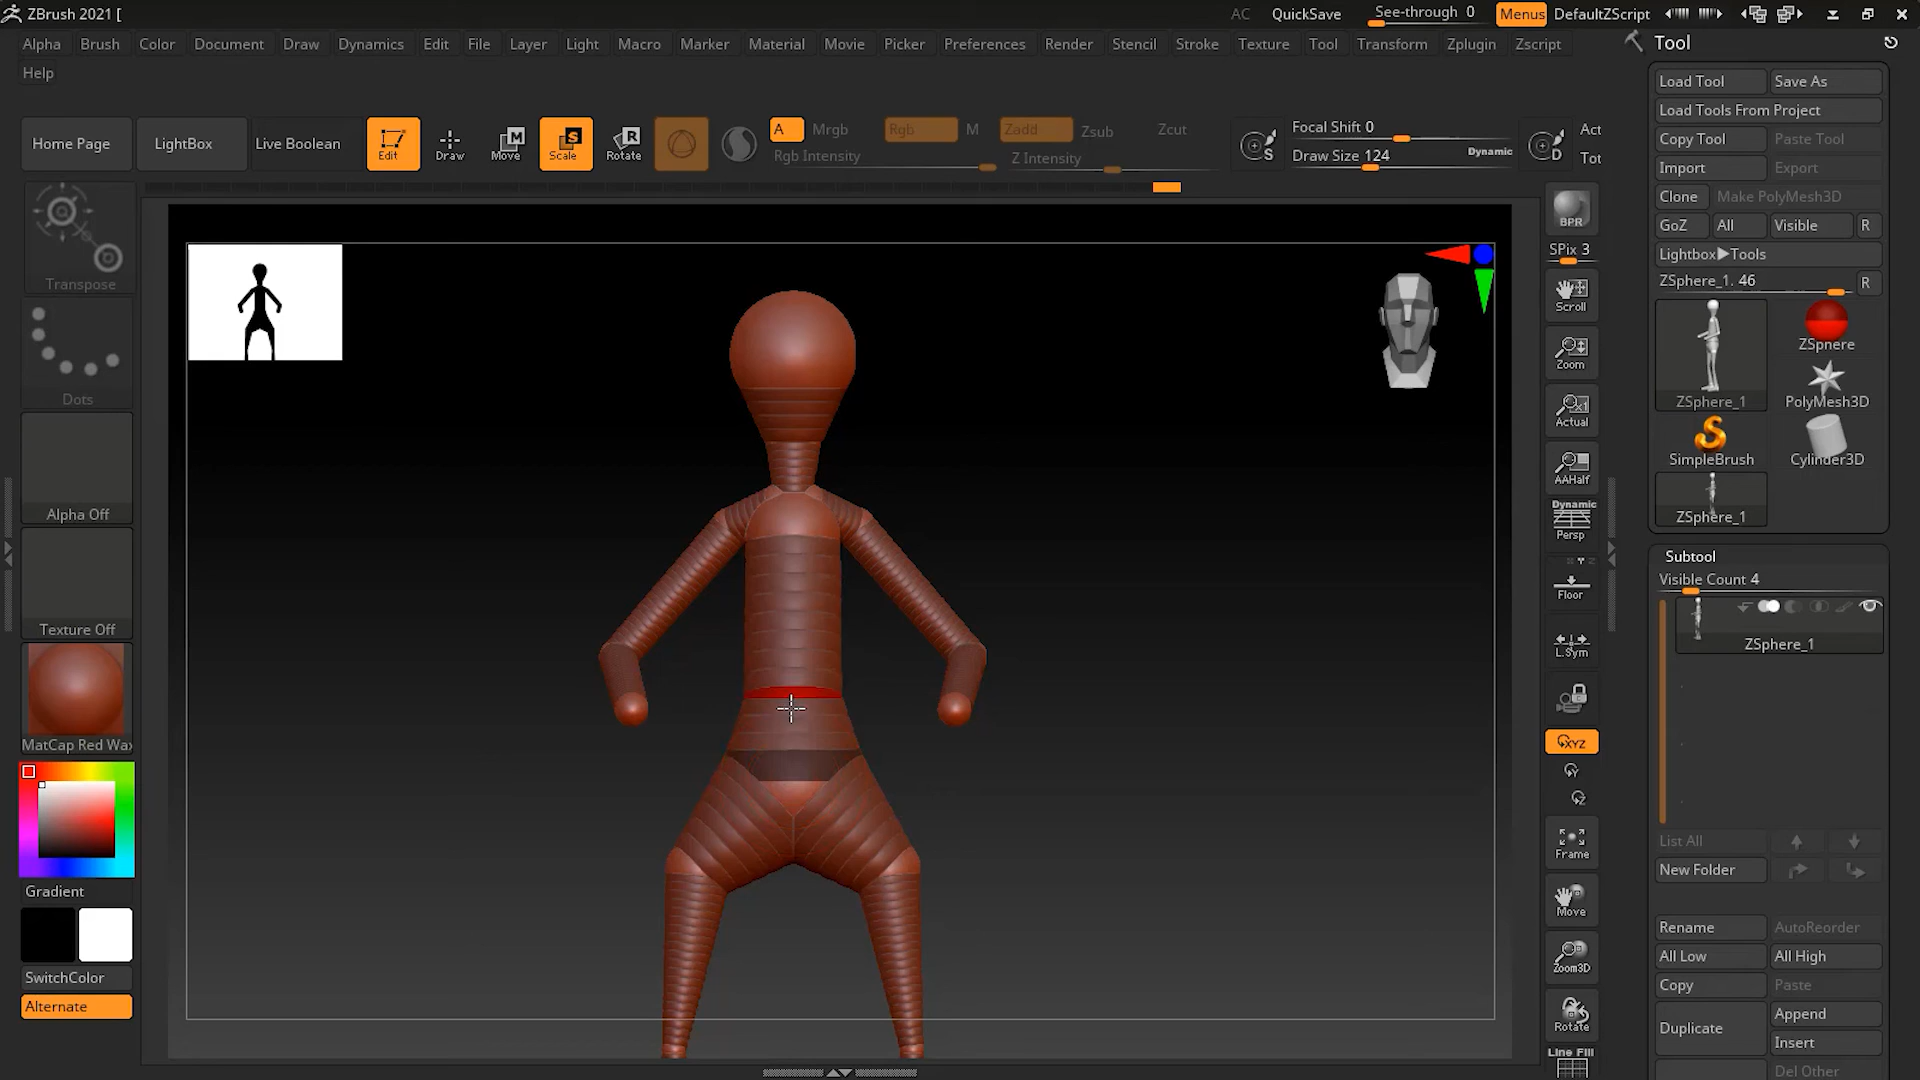 ZBrush 2021 [
AC QuickSave See-through 0 Menus DefaultZScript
Alpha Brush Color Document Draw Dynamics Edit File Layer Light Macro Marker Material Movie Picker Preferences Render Stencil Stroke Texture Tool Transform Zplugin Zscript
Help
Home Page LightBox Live Boolean Edit Draw Move Scale Rotate
A Mrgb Rgb M Zadd Zsub Zcut
Rgb Intensity Z Intensity
S Focal Shift 0
Draw Size 124 Dynamic
D Act
Tot
Transpose
Dots
Alpha Off
Texture Off
MatCap Red Wax
Gradient
SwitchColor
Alternate
BPR
SPix 3
Scroll
Zoom
Actual
AAHalf
Dynamic
Persp
Floor
L.Sym
XYZ
Y
Z
Frame
Move
Zoom3D
Rotate
Line Fill
Tool
Load Tool Save As
Load Tools From Project
Copy Tool Paste Tool
Import Export
Clone Make PolyMesh3D
GoZ All Visible R
Lightbox▶Tools
ZSphere_1. 46 R
ZSphere_1 ZSphere
PolyMesh3D
SimpleBrush Cylinder3D
ZSphere_1
Subtool
Visible Count 4
ZSphere_1
List All
New Folder
Rename AutoReorder
All Low All High
Copy Paste
Duplicate Append
Insert
Del Other